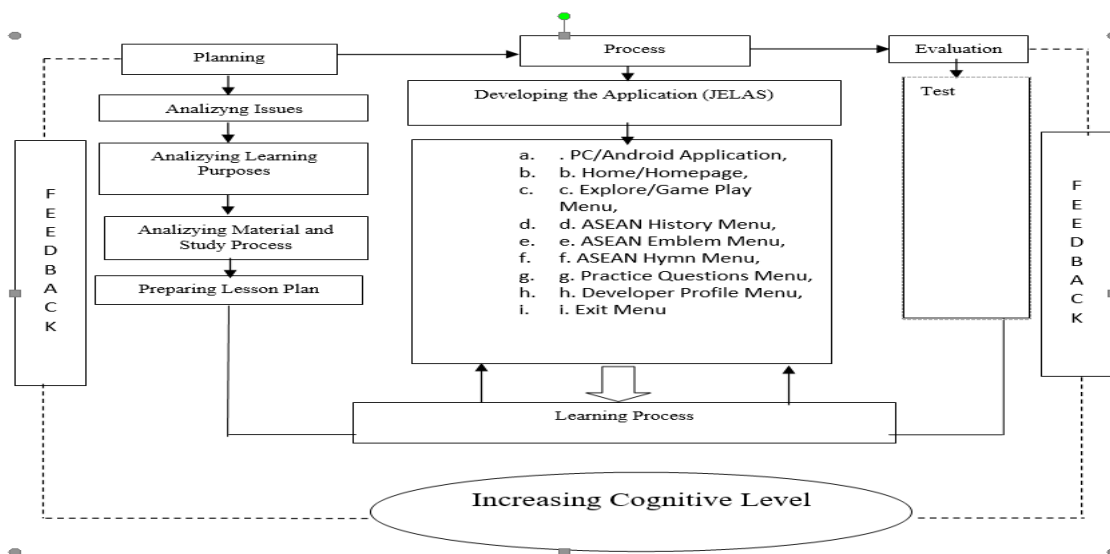 Planning
Process
Evaluation
Analizyng Issues
Analizying Learning
Purposes
Analizying Material and
Study Process
Preparing Lesson Plan
Developing the Application (JELAS)
a. . PC/Android Application,
b. b. Home/Homepage,
c. c. Explore/Game Play
Menu,
d. d. ASEAN History Menu,
e. e. ASEAN Emblem Menu,
f. f. ASEAN Hymn Menu,
g. g. Practice Questions Menu,
h. h. Developer Profile Menu,
i. i. Exit Menu
Test
F
E
E
D
B
A
C
K
F
E
E
D
B
A
C
K
Learning Process
Increasing Cognitive Level